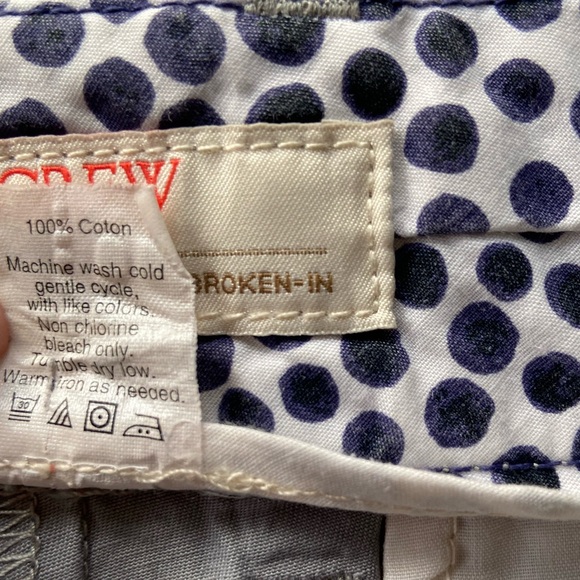 CREW
BROKEN-IN
100% Coton
Machine wash cold
gentle cycle,
with like colors.
Non chlorine
bleach only.
Tumble dry low.
Warm iron as needed.
30